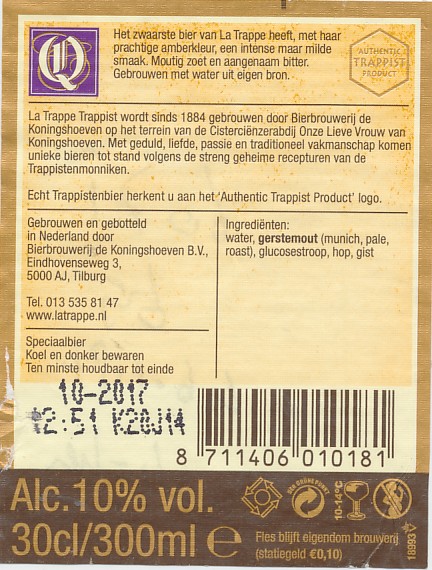 Q
Het zwaarste bier van La Trappe heeft, met haar
prachtige amberkleur, een intense maar milde
smaak. Moutig zoet en aangenaam bitter.
Gebrouwen met water uit eigen bron.
AUTHENTIC
TRAPPIST
PRODUCT
La Trappe Trappist wordt sinds 1884 gebrouwen door Bierbrouwerij de
Koningshoeven op het terrein van de Cisterciënzerabdij Onze Lieve Vrouw van
Koningshoeven. Met geduld, liefde, passie en traditioneel vakmanschap komen
unieke bieren tot stand volgens de streng geheime recepturen van de
Trappistenmonniken.
Echt Trappistenbier herkent u aan het 'Authentic Trappist Product' logo.
Gebrouwen en gebotteld
in Nederland door
Bierbrouwerij de Koningshoeven B.V.,
Eindhovenseweg 3,
5000 AJ, Tilburg
Tel. 013 535 81 47
www.latrappe.nl
Speciaalbier
Koel en donker bewaren
Ten minste houdbaar tot einde
Ingrediënten:
water, gerstemout (munich, pale,
roast), glucosestroop, hop, gist
10-2017
12:51 K20J14
8 711406 010181
Alc. 10% vol.
30cl/300ml e
DER GRÜNE PUNKT
10-14°C
Fles blijft eigendom brouwerij
(statiegeld €0,10)
18993